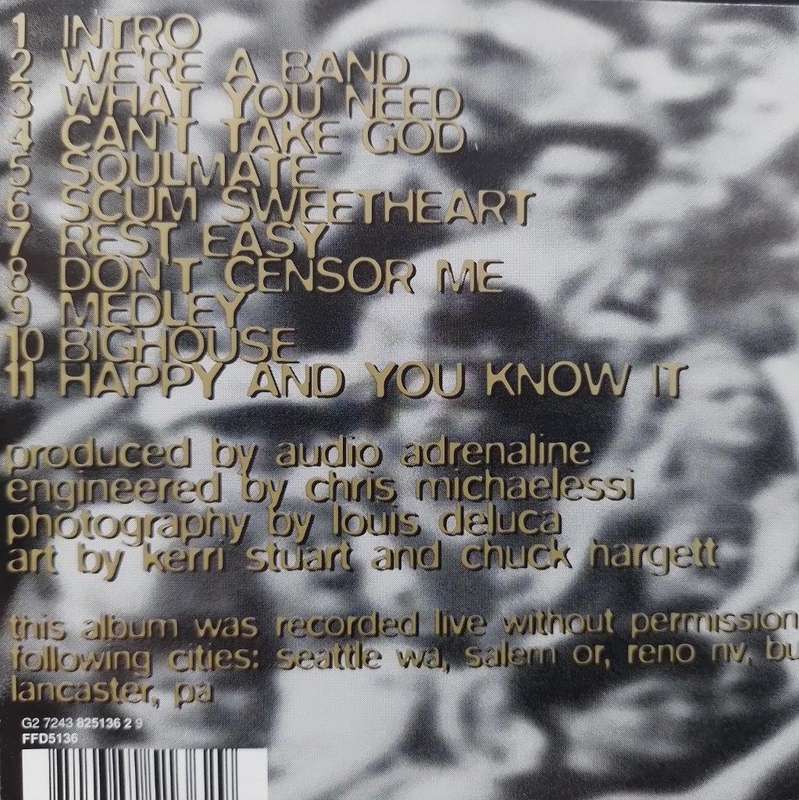 1 INTRO
2 WE'RE A BAND
3 WHAT YOU NEED
4 CAN'T TAKE GOD
5 SOULMATE
6 SCUM SWEETHEART
7 REST EASY
8 DON'T CENSOR ME
9 MEDLEY
10 BIGHOUSE
11 HAPPY AND YOU KNOW IT
produced by audio adrenaline
engineered by chris michaelessi
photography by louis deluca
art by kerri stuart and chuck hargett
this album was recorded live without permission
following cities: seattle wa, salem or, reno nv,
lancaster, pa
G2 7243 825136 2 9
FFD5136